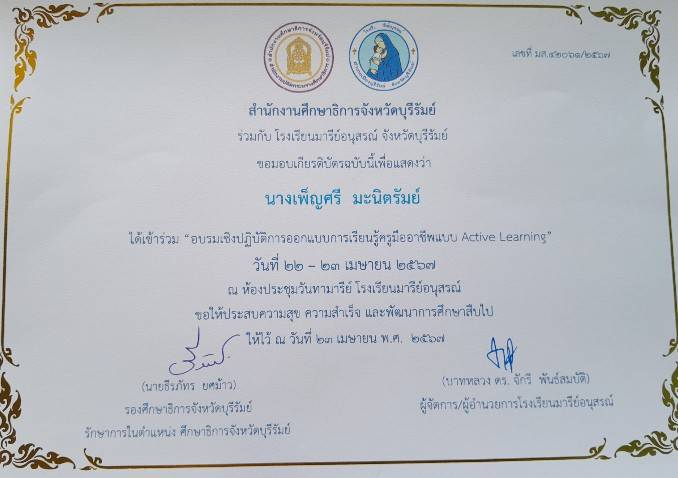 เลขที่ มส.๔๒๐๖๑/๒๕๖๗
สำนักงานศึกษาธิการจังหวัดบุรีรัมย์
ร่วมกับ โรงเรียนมารีย์อนุสรณ์ จังหวัดบุรีรัมย์
ขอมอบเกียรติบัตรฉบับนี้เพื่อแสดงว่า
นางเพ็ญศรี มะนิตรัมย์
ได้เข้าร่วม “อบรมเชิงปฏิบัติการออกแบบการเรียนรู้ครูมืออาชีพแบบ Active Learning”
วันที่ ๒๒ – ๒๓ เมษายน ๒๕๖๗
ณ ห้องประชุมวันทามารีย์ โรงเรียนมารีย์อนุสรณ์
ขอให้ประสบความสุข ความสำเร็จ และพัฒนาการศึกษาสืบไป
ให้ไว้ ณ วันที่ ๒๓ เมษายน พ.ศ. ๒๕๖๗
(นายธีรภัทร ยศม้าว)
รองศึกษาธิการจังหวัดบุรีรัมย์
รักษาการในตำแหน่ง ศึกษาธิการจังหวัดบุรีรัมย์
(บาทหลวง ดร. จักรี พันธ์สมบัติ)
ผู้จัดการ/ผู้อำนวยการโรงเรียนมารีย์อนุสรณ์